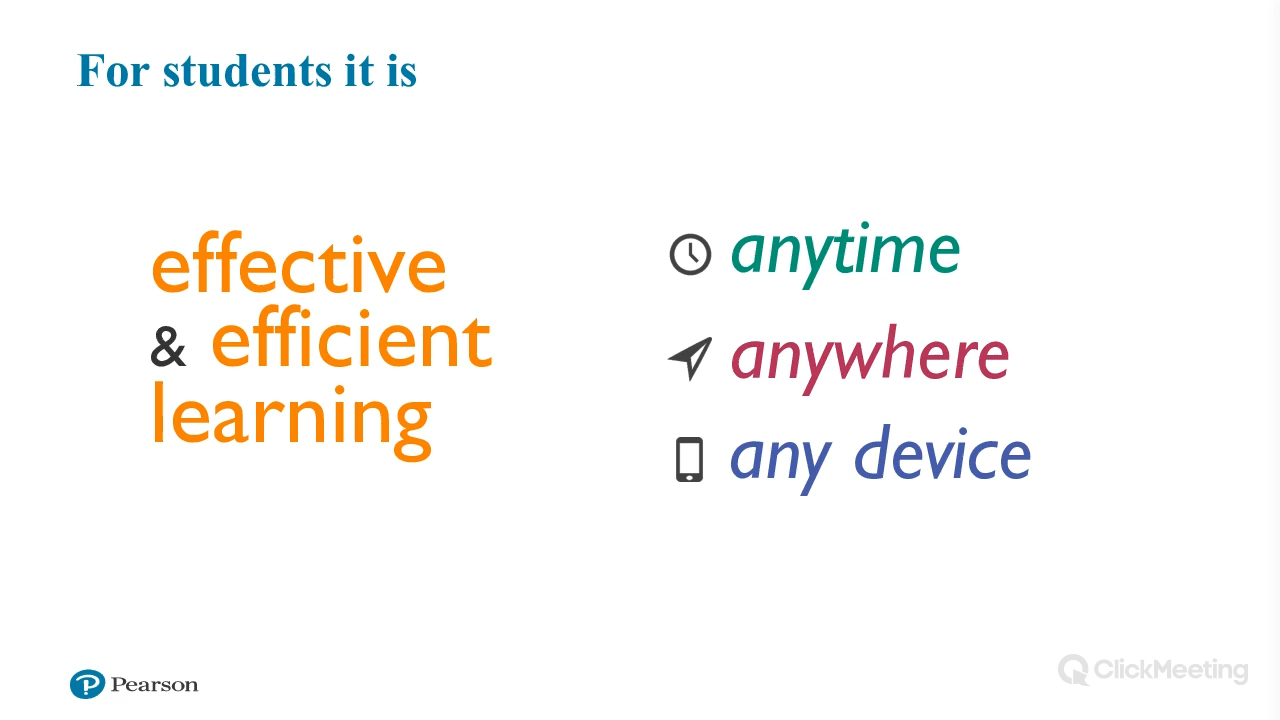 For students it is
effective
& efficient
learning
anytime
anywhere
any device
Pearson
ClickMeeting